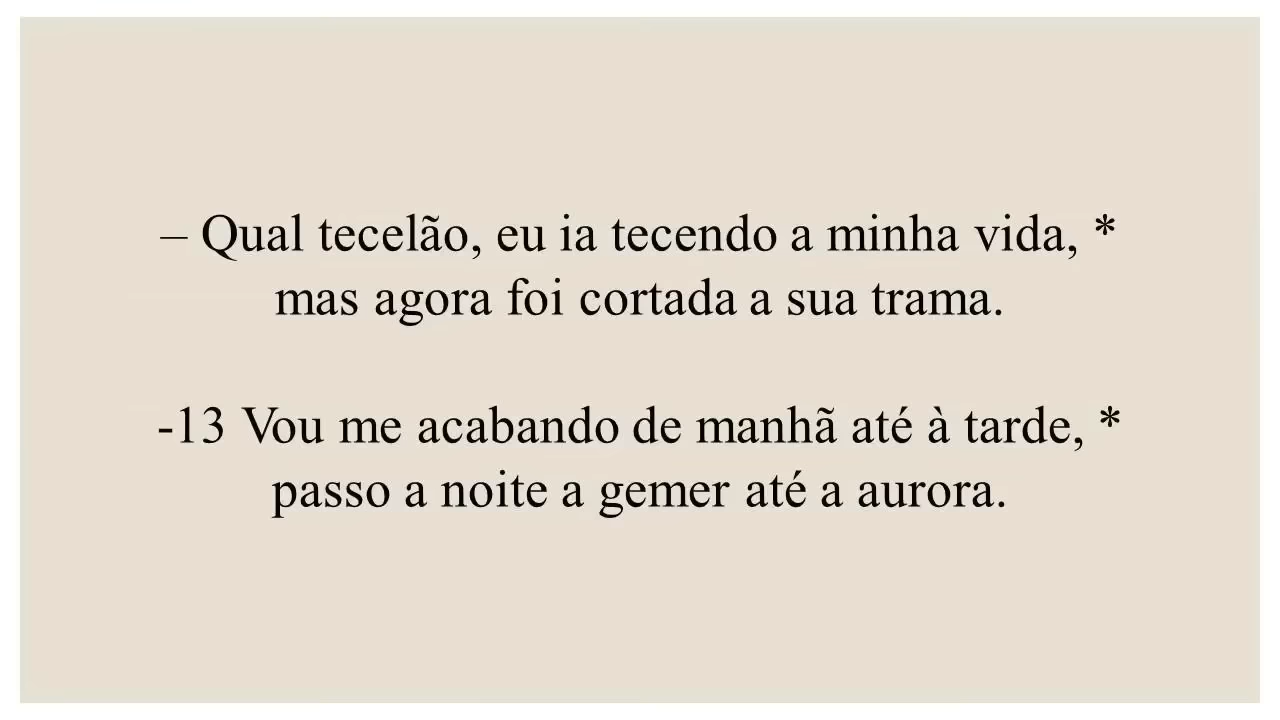 – Qual tecelão, eu ia tecendo a minha vida, *
mas agora foi cortada a sua trama.
-13 Vou me acabando de manhã até à tarde, *
passo a noite a gemer até a aurora.